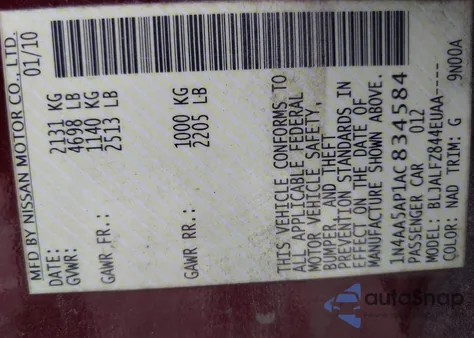 MFD BY NISSAN MOTOR CO., LTD.
DATE: 01/10
GVWR: 2131 KG
4698 LB
GAWR FR.: 1140 KG
2513 LB
GAWR RR.: 1000 KG
2205 LB
THIS VEHICLE CONFORMS TO
ALL APPLICABLE FEDERAL
MOTOR VEHICLE SAFETY,
BUMPER, AND THEFT
PREVENTION STANDARDS IN
EFFECT ON THE DATE OF
MANUFACTURE SHOWN ABOVE.
1N4AA5AP1AC834584
PASSENGER CAR 012
MODEL: BLJALFZ844EUAA----
COLOR: NAD TRIM: G 9N00A
autoSnap